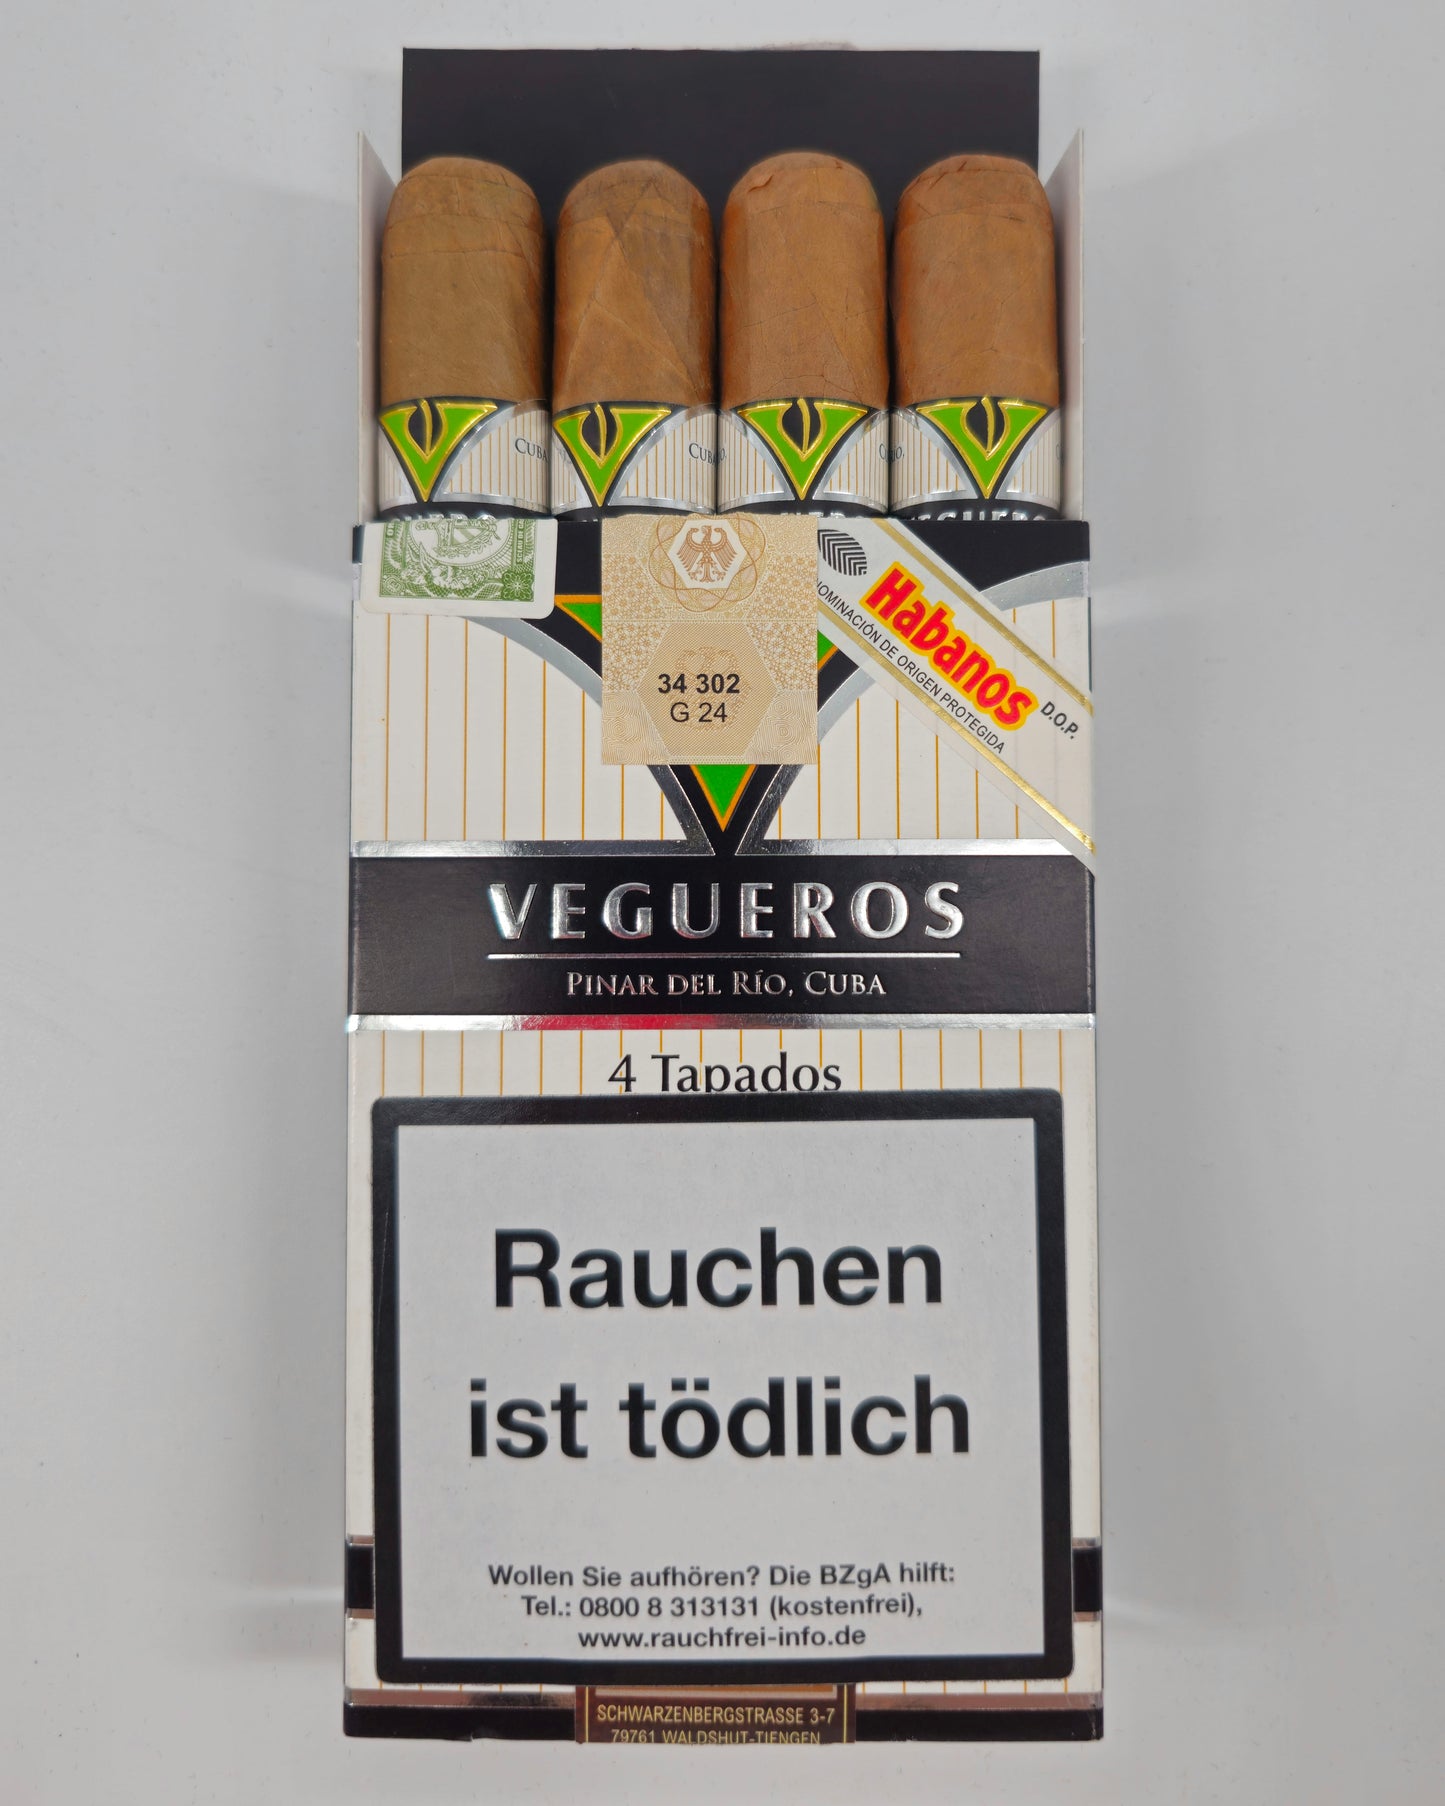 CUBA
34 302
G 24
Habanos
DENOMINACIÓN DE ORIGEN PROTEGIDA
D.O.P.
VEGUEROS
PINAR DEL RÍO, CUBA
4 Tapados
Rauchen
ist tödlich
Wollen Sie aufhören? Die BZgA hilft:
Tel.: 0800 8 313131 (kostenfrei),
www.rauchfrei-info.de
SCHWARZENBERGSTRASSE 3-7
79761 WALDSHUT-TIENGEN